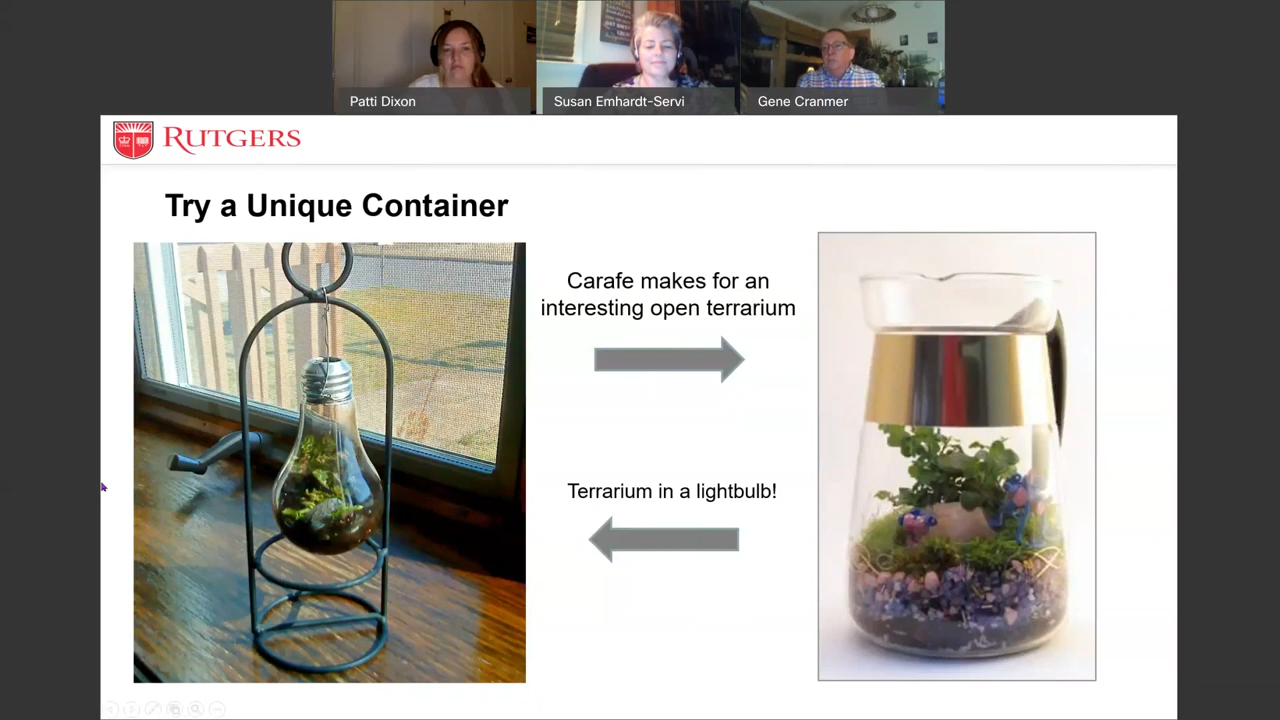 Patti Dixon
Susan Emhardt-Servi
Gene Cranmer
RUTGERS
Try a Unique Container
Carafe makes for an
interesting open terrarium
Terrarium in a lightbulb!